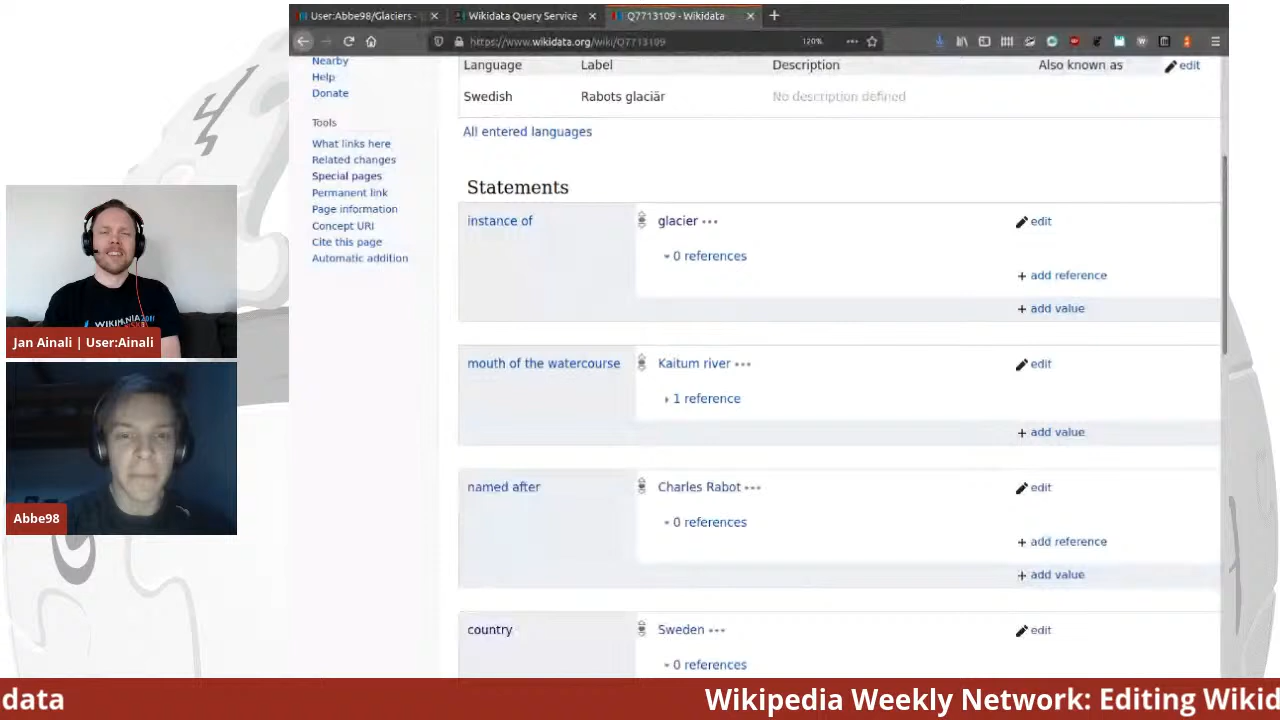 User:Abbe98/Glaciers -
Wikidata Query Service
Q7713109 - Wikidata
https://www.wikidata.org/wiki/Q7713109
120%
Nearby
Help
Donate
Tools
What links here
Related changes
Special pages
Permanent link
Page information
Concept URI
Cite this page
Automatic addition
Language Label Description Also known as edit
Swedish Rabots glaciär No description defined
All entered languages
Statements
instance of glacier edit
0 references
+ add reference
+ add value
mouth of the watercourse Kaitum river edit
1 reference
+ add value
named after Charles Rabot edit
0 references
+ add reference
+ add value
country Sweden edit
0 references
Jan Ainali | User:Ainali
Abbe98
data Wikipedia Weekly Network: Editing Wikid